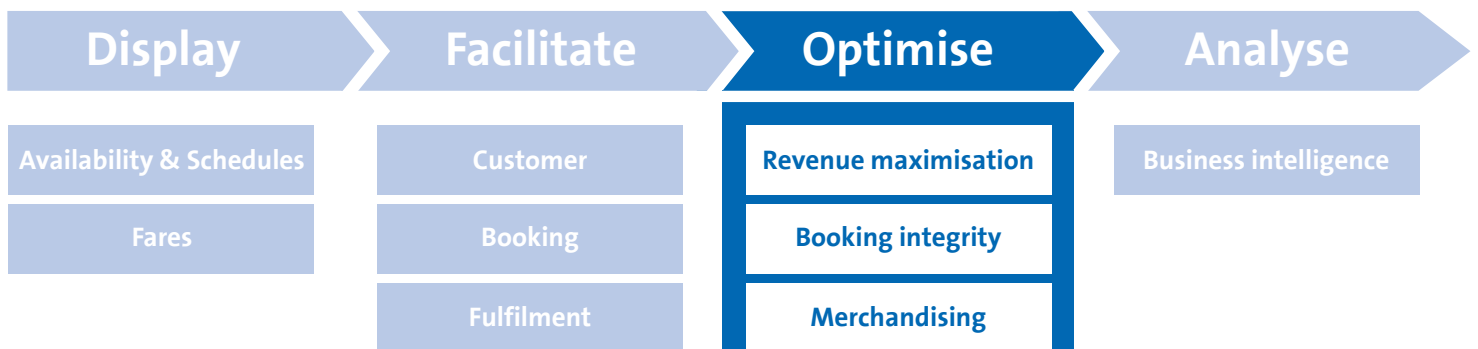 Display
Facilitate
Optimise
Analyse
Availability & Schedules
Customer
Revenue maximisation
Business intelligence
Fares
Booking
Booking integrity
Fulfilment
Merchandising